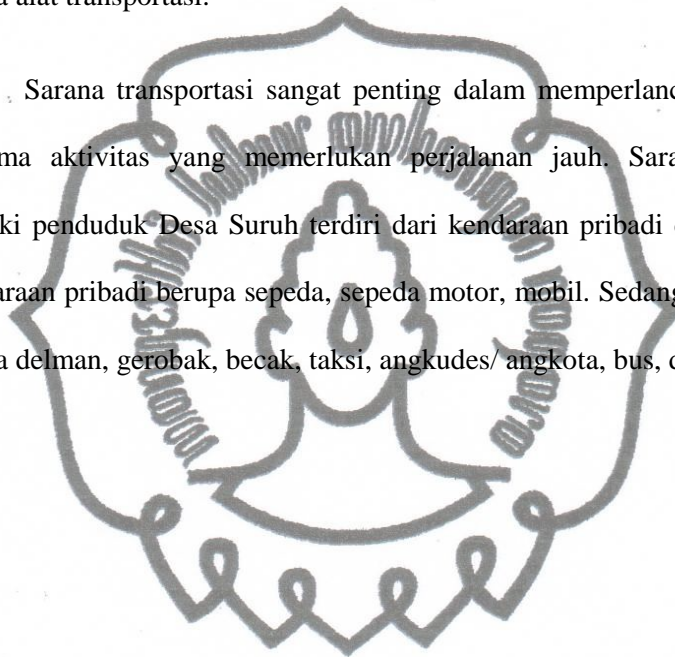 alat transportasi.
Sarana transportasi sangat penting dalam memperlanc
ma aktivitas yang memerlukan perjalanan jauh. Sara
ki penduduk Desa Suruh terdiri dari kendaraan pribadi
araan pribadi berupa sepeda, sepeda motor, mobil. Sedang
a delman, gerobak, becak, taksi, angkudes/ angkota, bus,